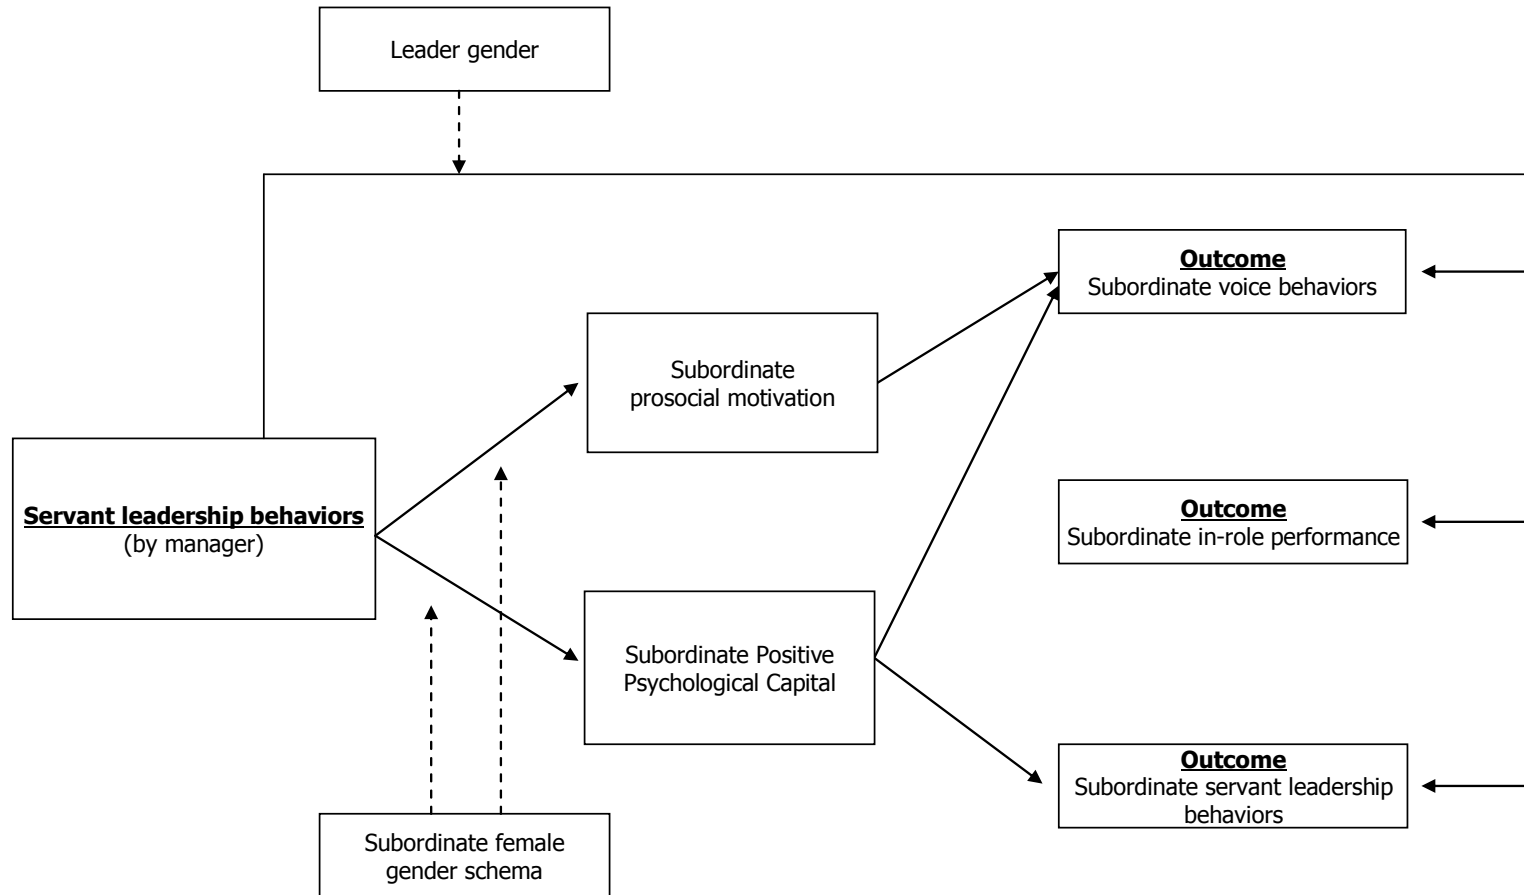 Leader gender
Outcome
Subordinate voice behaviors
Subordinate
prosocial motivation
Servant leadership behaviors
(by manager)
Outcome
Subordinate in-role performance
Subordinate Positive
Psychological Capital
Outcome
Subordinate servant leadership
behaviors
Subordinate female
gender schema